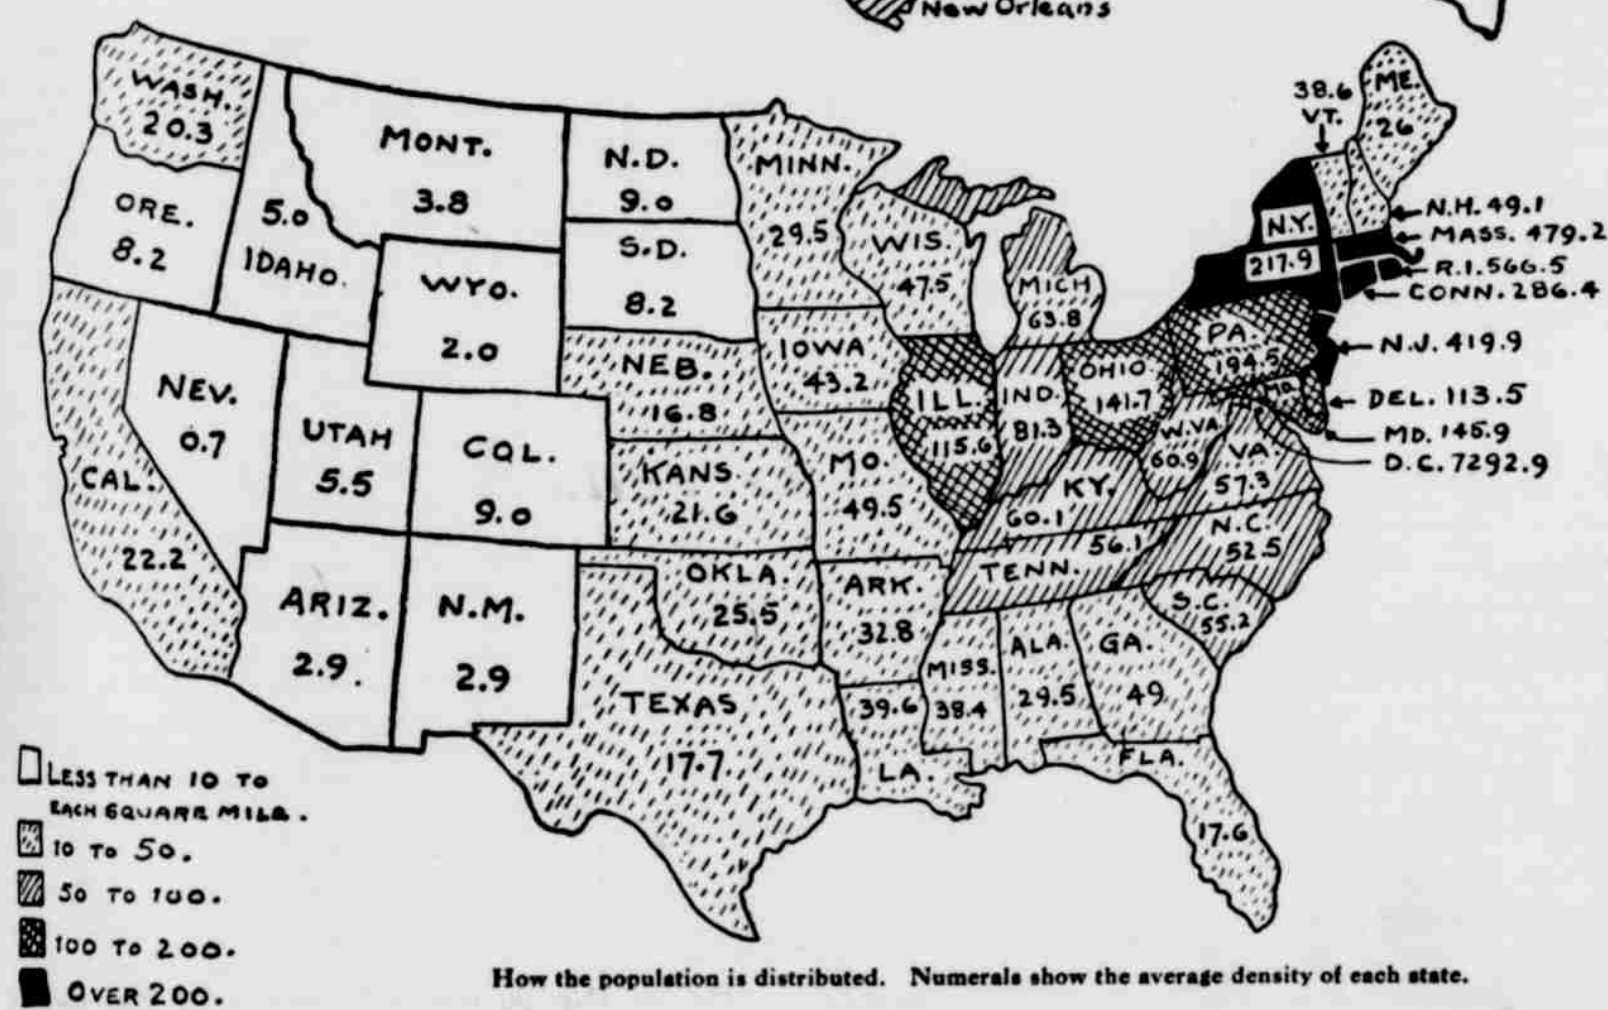 New Orleans
WASH.
20.3
MONT.
3.8
N.D.
9.0
MINN.
29.5
38.6
VT.
ME.
26
ORE.
8.2
5.0
IDAHO.
WYO.
2.0
S.D.
8.2
WIS.
47.5
MICH
63.8
N.Y.
217.9
N.H. 49.1
MASS. 479.2
R.I. 566.5
CONN. 286.4
N.J. 419.9
DEL. 113.5
MD. 145.9
D.C. 7292.9
NEV.
0.7
UTAH
5.5
COL.
9.0
NEB.
16.8
IOWA
43.2
ILL.
115.6
IND.
81.3
OHIO
141.7
PA.
194.5
MD.
CAL.
22.2
KANS.
21.6
MO.
49.5
KY.
60.1
W.VA.
60.9
VA.
57.3
ARIZ.
2.9.
N.M.
2.9
OKLA.
25.5
ARK.
32.8
56.1
TENN.
N.C.
52.5
S.C.
55.2
TEXAS
17.7
39.6
LA.
MISS.
38.4
ALA.
29.5
GA.
49
FLA.
17.6
LESS THAN 10 TO
EACH SQUARE MILE.
10 TO 50.
50 TO 100.
100 TO 200.
OVER 200.
How the population is distributed. Numerals show the average density of each state.